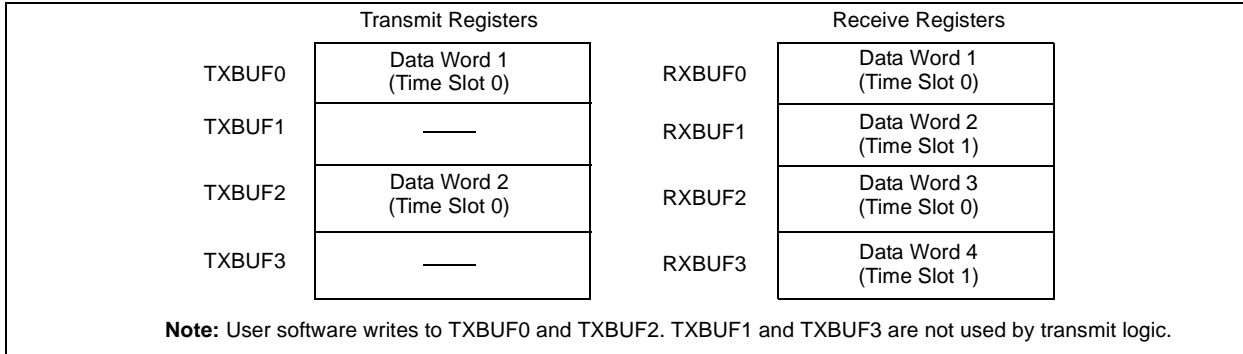 Transmit Registers
Receive Registers
TXBUF0
Data Word 1
(Time Slot 0)
RXBUF0
Data Word 1
(Time Slot 0)
TXBUF1
——
RXBUF1
Data Word 2
(Time Slot 1)
TXBUF2
Data Word 2
(Time Slot 0)
RXBUF2
Data Word 3
(Time Slot 0)
TXBUF3
——
RXBUF3
Data Word 4
(Time Slot 1)
Note: User software writes to TXBUF0 and TXBUF2. TXBUF1 and TXBUF3 are not used by transmit logic.